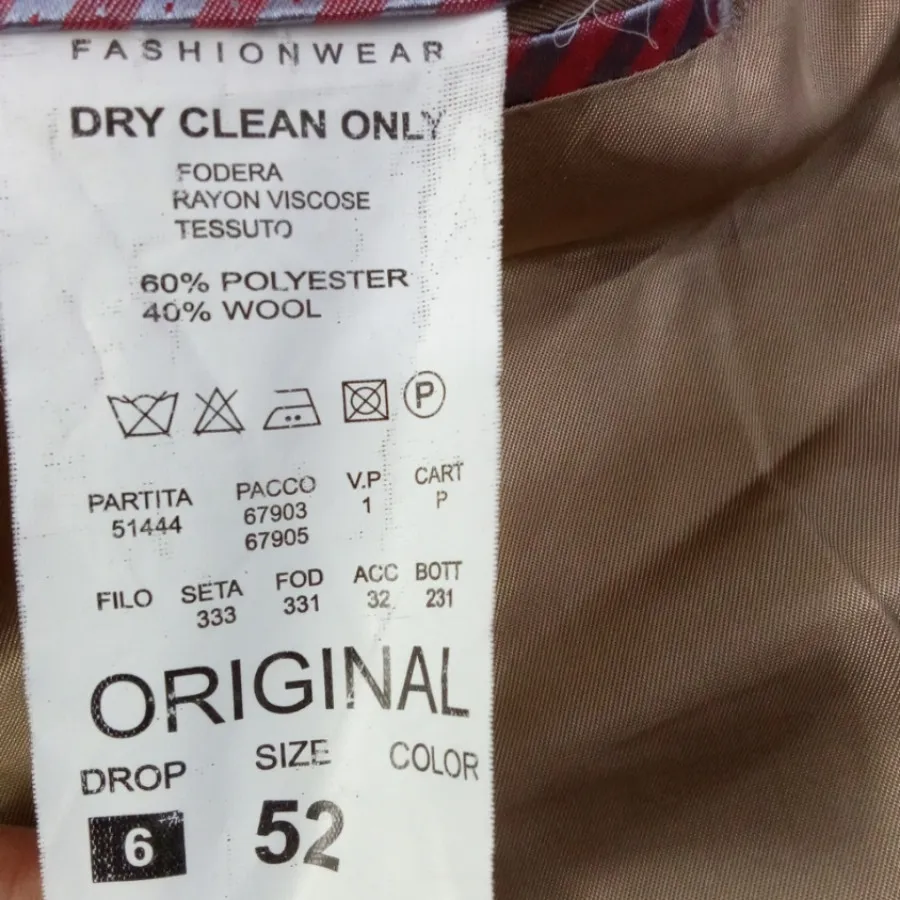 FASHIONWEAR
DRY CLEAN ONLY
FODERA
RAYON VISCOSE
TESSUTO
60% POLYESTER
40% WOOL
P
PARTITA PACCO V.P CART
51444 67903 1 P
67905
FILO SETA FOD ACC BOTT
333 331 32 231
ORIGINAL
DROP SIZE COLOR
6 52